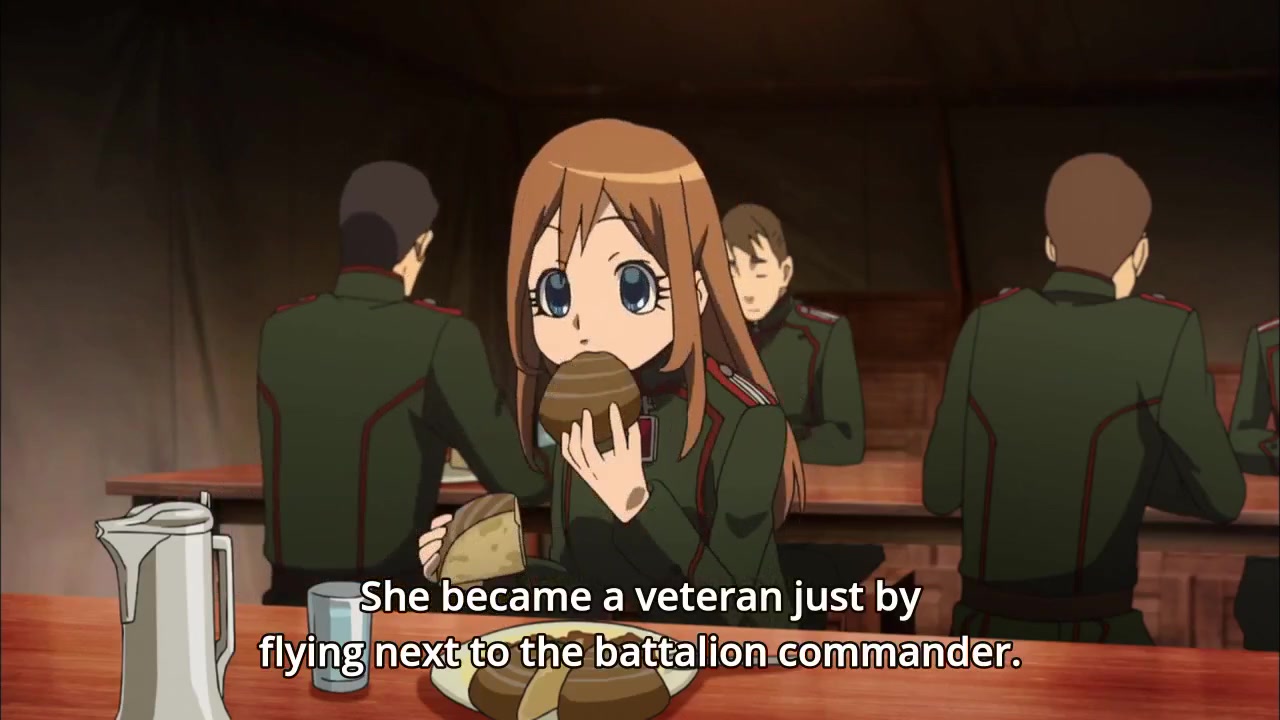 She became a veteran just by
flying next to the battalion commander.